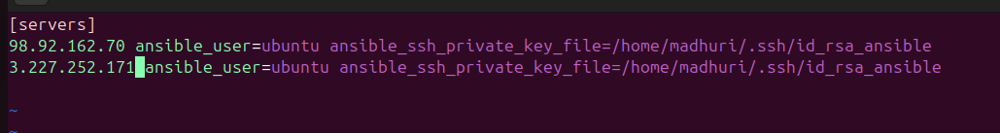 [servers]
98.92.162.70 ansible_user=ubuntu ansible_ssh_private_key_file=/home/madhuri/.ssh/id_rsa_ansible
3.227.252.171 ansible_user=ubuntu ansible_ssh_private_key_file=/home/madhuri/.ssh/id_rsa_ansible
~
~